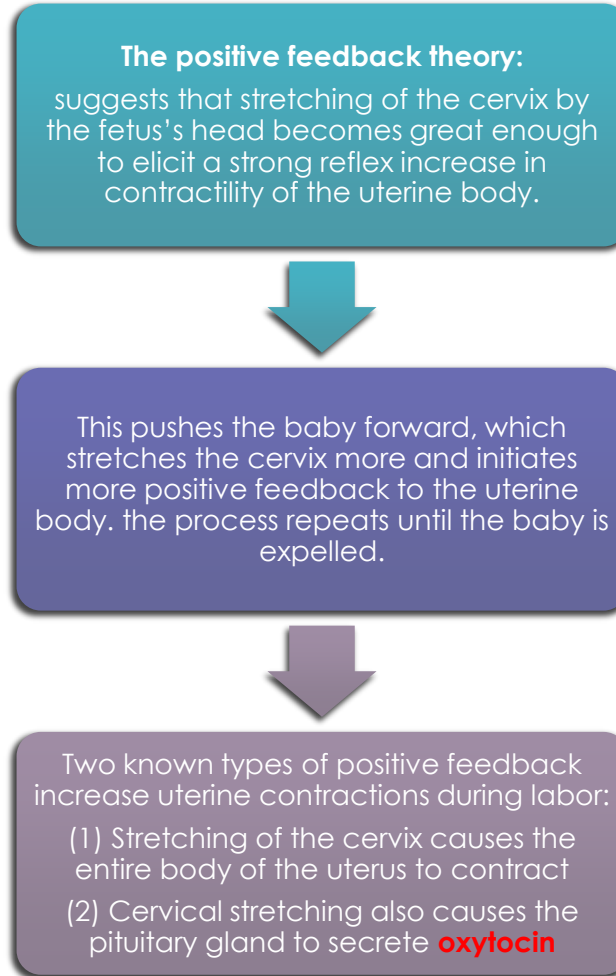 The positive feedback theory:
suggests that stretching of the cervix by
the fetus's head becomes great enough
to elicit a strong reflex increase in
contractility of the uterine body.
This pushes the baby forward, which
stretches the cervix more and initiates
more positive feedback to the uterine
body. the process repeats until the baby is
expelled.
Two known types of positive feedback
increase uterine contractions during labor:
(1) Stretching of the cervix causes the
entire body of the uterus to contract
(2) Cervical stretching also causes the
pituitary gland to secrete oxytocin